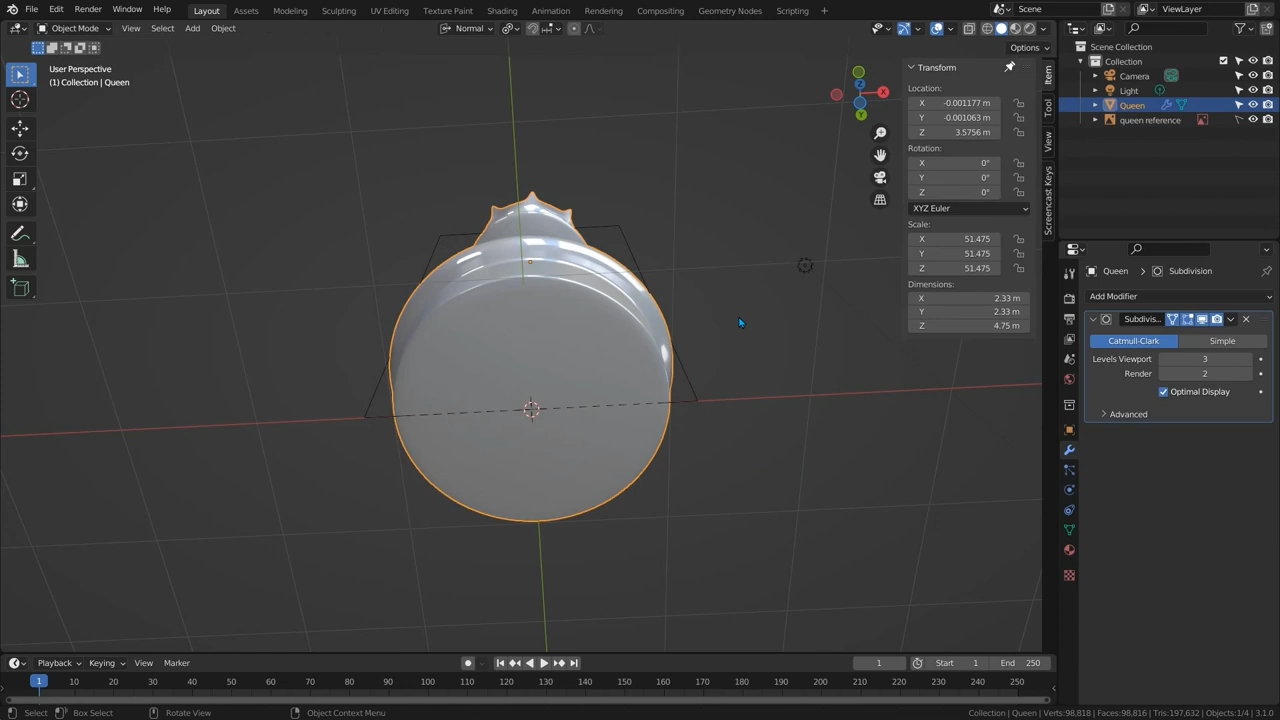 File Edit Render Window Help Layout Assets Modeling Sculpting UV Editing Texture Paint Shading Animation Rendering Compositing Geometry Nodes Scripting + Scene ViewLayer
Object Mode View Select Add Object Normal
Options
User Perspective
(1) Collection | Queen
Transform
Location:
X -0.001177 m
Y -0.001063 m
Z 3.5756 m
Rotation:
X 0°
Y 0°
Z 0°
XYZ Euler
Scale:
X 51.475
Y 51.475
Z 51.475
Dimensions:
X 2.33 m
Y 2.33 m
Z 4.75 m
Item
Tool
View
Screencast Keys
X
Z
Y
Scene Collection
Collection
Camera
Light
Queen
queen reference
Queen > Subdivision
Add Modifier
Subdivis...
Catmull-Clark Simple
Levels Viewport 3
Render 2
Optimal Display
Advanced
Playback Keying View Marker 1 Start 1 End 250
1 10 20 30 40 50 60 70 80 90 100 110 120 130 140 150 160 170 180 190 200 210 220 230 240 250
Select Box Select Rotate View Object Context Menu Collection | Queen | Verts:98,818 | Faces:98,816 | Tris:197,632 | Objects:1/4 | 3.1.0